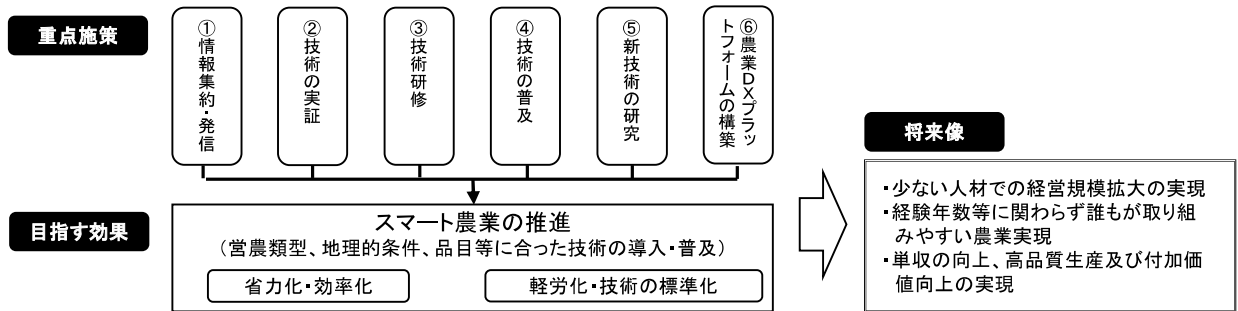 重点施策
①情報集約・発信
②技術の実証
③技術研修
④技術の普及
⑤新技術の研究
⑥農業DXプラッ
トフォームの構築
目指す効果
スマート農業の推進
（営農類型、地理的条件、品目等に合った技術の導入・普及）
省力化・効率化
軽労化・技術の標準化
将来像
・少ない人材での経営規模拡大の実現
・経験年数等に関わらず誰もが取り組
みやすい農業実現
・単収の向上、高品質生産及び付加価
値向上の実現